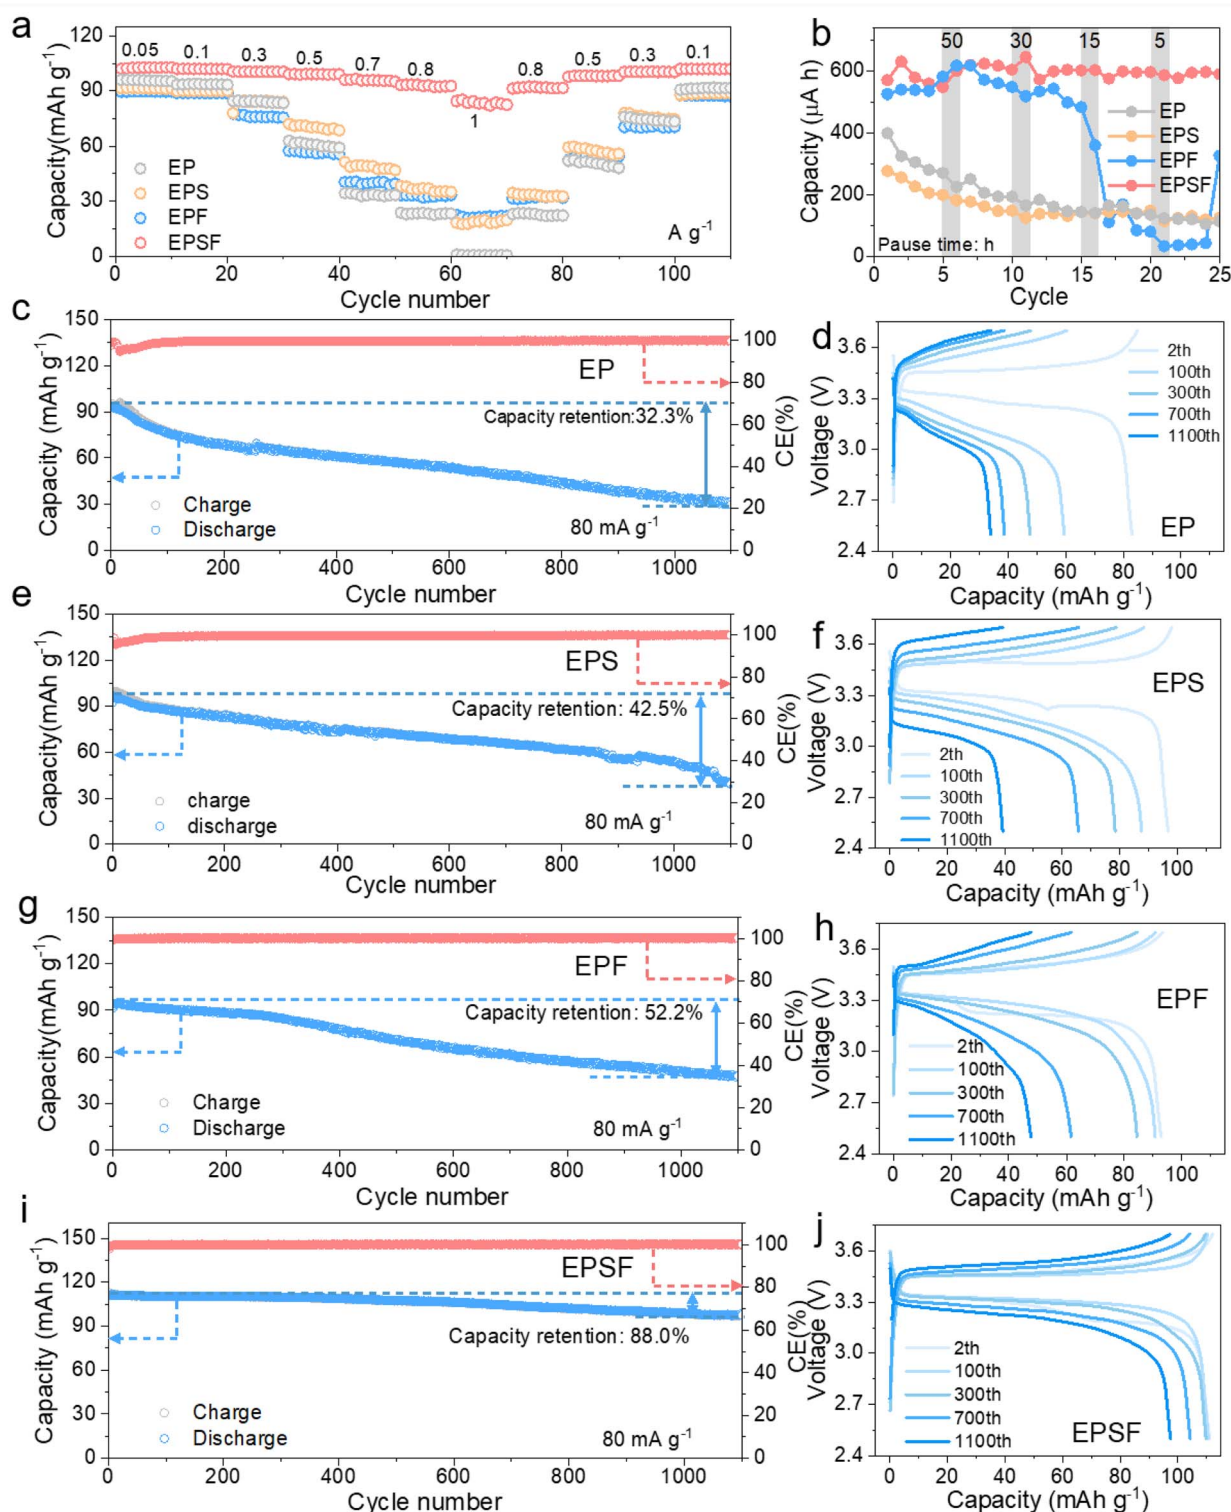 a
120
90
60
30
0
Capacity(mAh g⁻¹)
0.05 0.1 0.3 0.5 0.7 0.8 1 0.8 0.5 0.3 0.1
EP
EPS
EPF
EPSF
A g⁻¹
0 20 40 60 80 100
Cycle number
b
600
400
200
0
Capacity (μA h)
50 30 15 5
EP
EPS
EPF
EPSF
Pause time: h
0 5 10 15 20 25
Cycle
c
150
120
90
60
30
0
Capacity (mAh g⁻¹)
EP
Capacity retention:32.3%
Charge
Discharge
80 mA g⁻¹
100
80
60
40
20
0
CE(%)
0 200 400 600 800 1000
Cycle number
d
3.6
3.3
3.0
2.7
2.4
Voltage (V)
2th
100th
300th
700th
1100th
EP
0 20 40 60 80 100
Capacity (mAh g⁻¹)
e
150
120
90
60
30
0
Capacity(mAh g⁻¹)
EPS
Capacity retention: 42.5%
charge
discharge
80 mA g⁻¹
100
80
60
40
20
0
CE(%)
0 200 400 600 800 1000
Cycle number
f
3.6
3.3
3.0
2.7
2.4
Voltage (V)
EPS
2th
100th
300th
700th
1100th
0 20 40 60 80 100
Capacity (mAh g⁻¹)
g
150
120
90
60
30
0
Capacity(mAh g⁻¹)
EPF
Capacity retention: 52.2%
Charge
Discharge
80 mA g⁻¹
100
80
60
40
20
0
CE(%)
0 200 400 600 800 1000
Cycle number
h
3.6
3.3
3.0
2.7
2.4
Voltage (V)
EPF
2th
100th
300th
700th
1100th
0 20 40 60 80 100
Capacity (mAh g⁻¹)
i
150
120
90
60
30
0
Capacity (mAh g⁻¹)
EPSF
Capacity retention: 88.0%
Charge
Discharge
80 mA g⁻¹
100
80
60
40
20
0
CE(%)
0 200 400 600 800 1000
Cycle number
j
3.6
3.3
3.0
2.7
2.4
Voltage (V)
2th
100th
300th
700th
1100th
EPSF
0 20 40 60 80 100
Capacity (mAh g⁻¹)